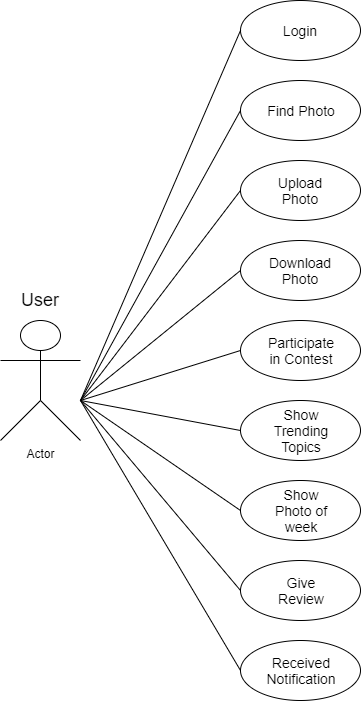 Login
Find Photo
Upload
Photo
Download
Photo
User
Participate
in Contest
Show
Trending
Topics
Actor
Show
Photo of
week
Give
Review
Received
Notification